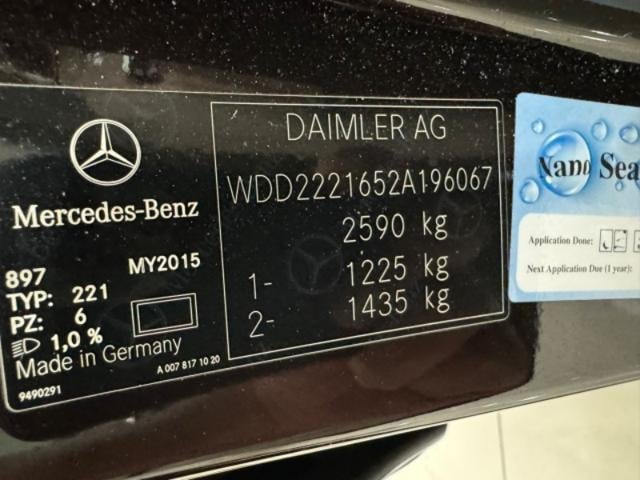 Mercedes-Benz
897 MY2015
TYP: 221
PZ: 6
1,0 %
Made in Germany
A 007 817 10 20
9490291
DAIMLER AG
WDD2221652A196067
2590 kg
1- 1225 kg
2- 1435 kg
Nano Sea
Application Done:
Next Application Due (1 year):